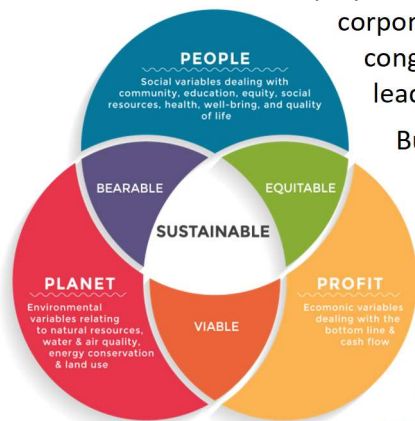 corpor
cong
lead
Bu
PEOPLE
Social variables dealing with
community, education, equity, social
resources, health, well-bring, and quality
of life
BEARABLE
EQUITABLE
SUSTAINABLE
PLANET
Environmental
variables relating
to natural resources,
water & air quality,
energy conservation
& land use
PROFIT
Ecomonic variables
dealing with the
bottom line &
cash flow
VIABLE